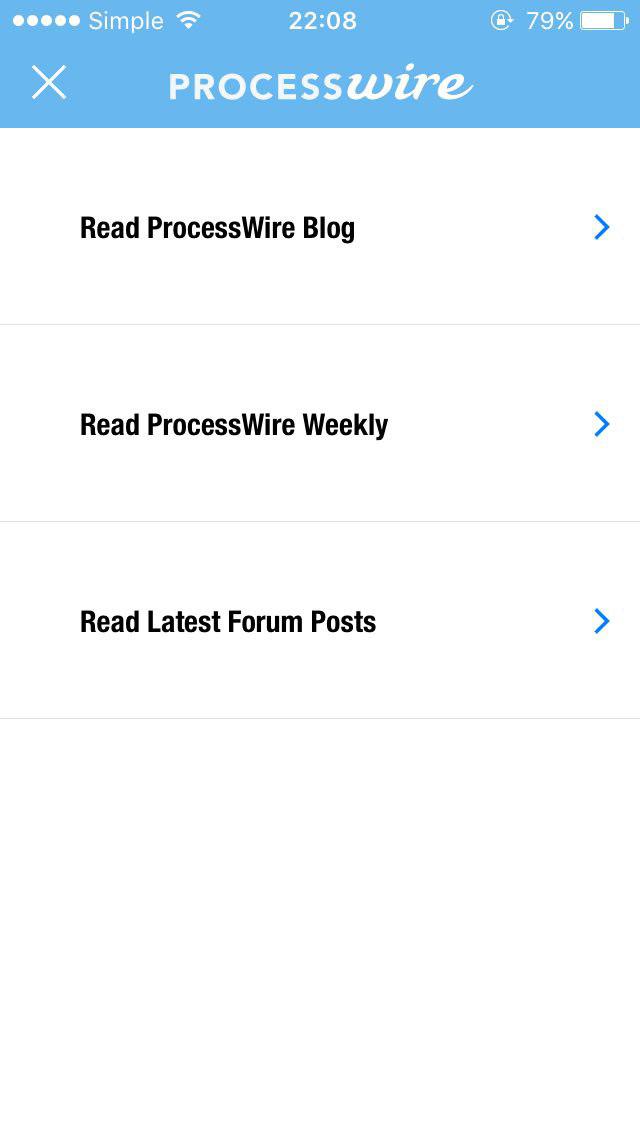 Simple 22:08 79%
PROCESSwire
Read ProcessWire Blog
Read ProcessWire Weekly
Read Latest Forum Posts